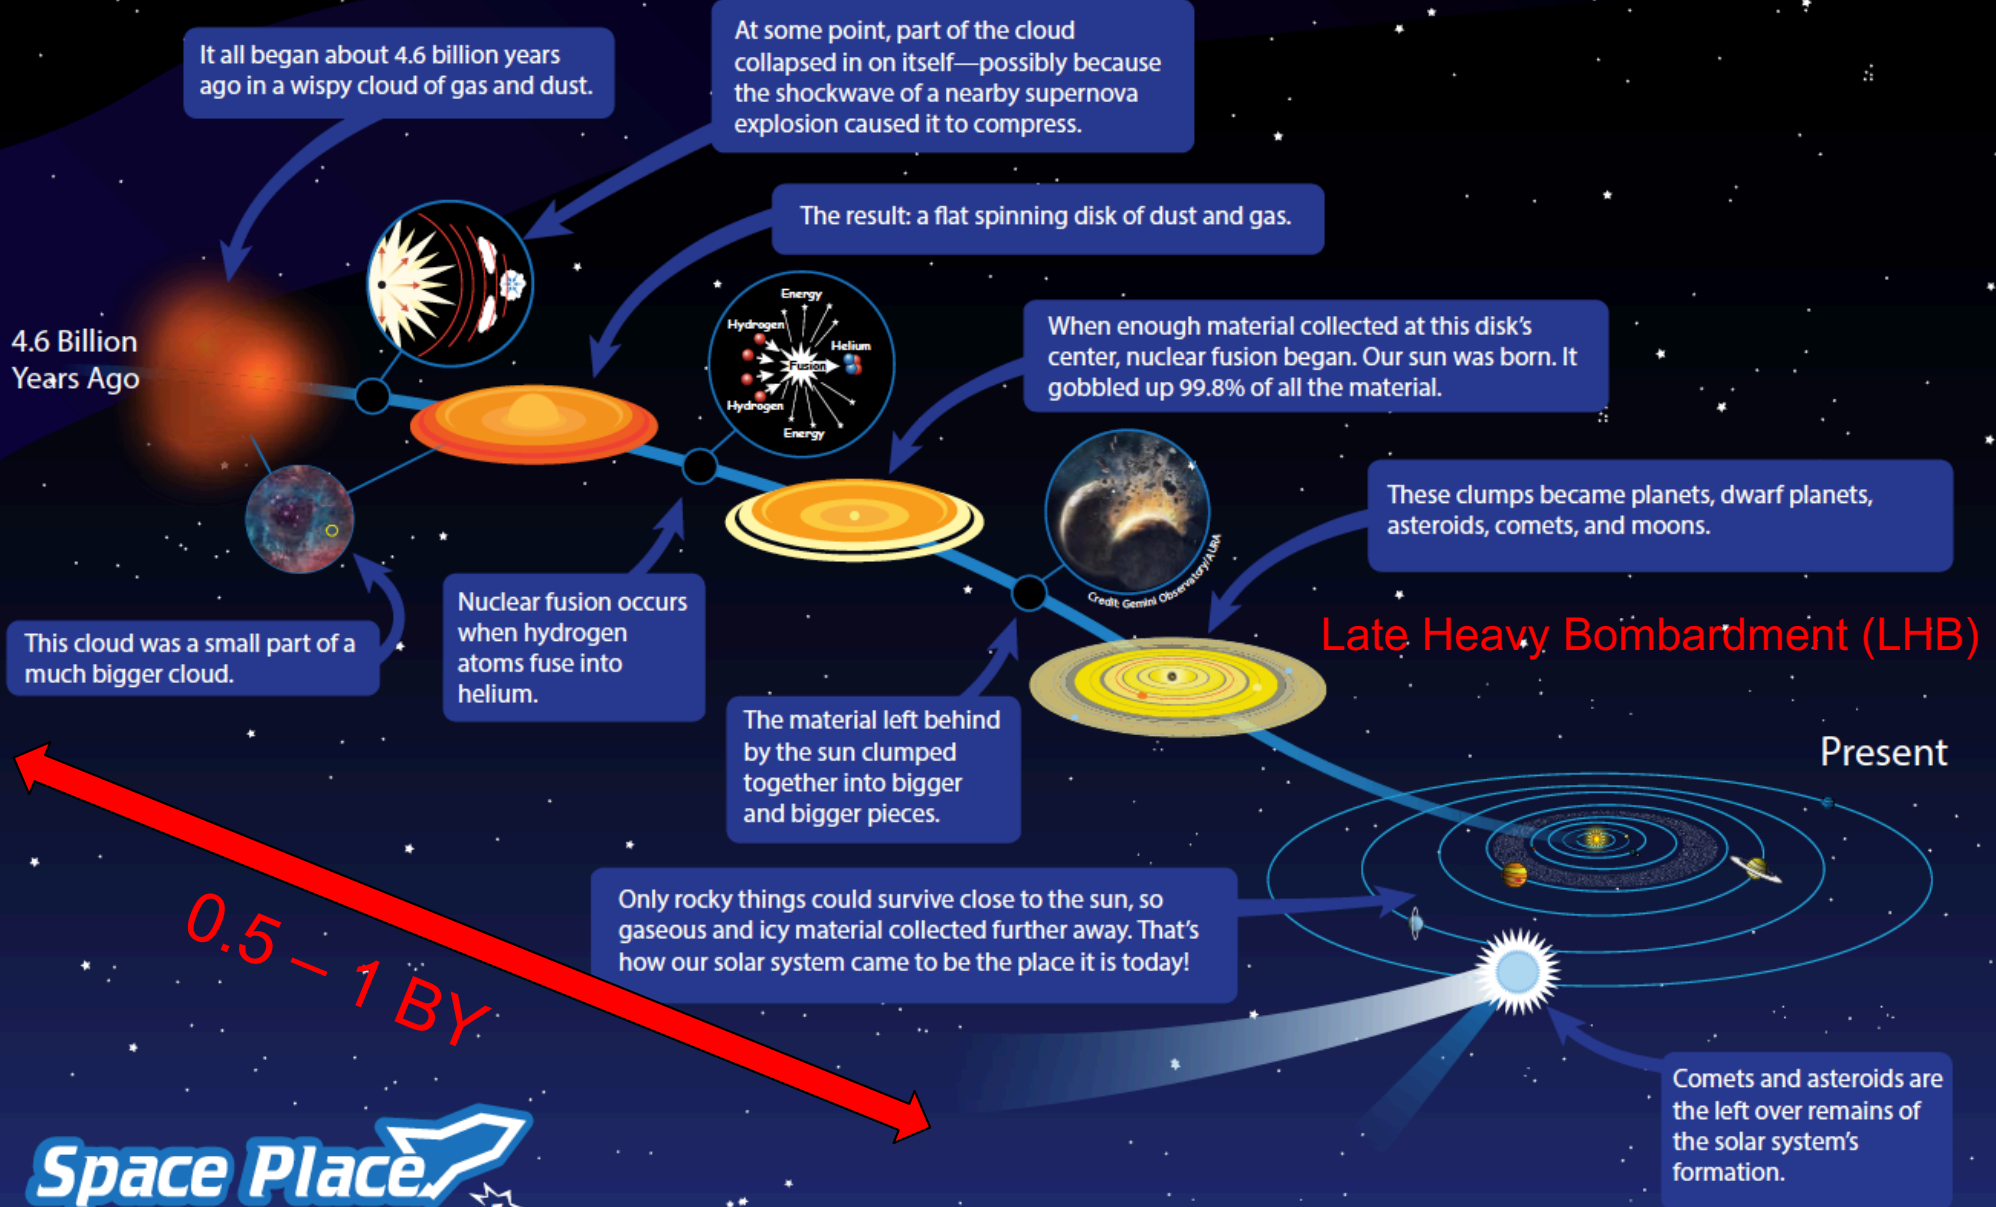 It all began about 4.6 billion years
ago in a wispy cloud of gas and dust.
At some point, part of the cloud
collapsed in on itself—possibly because
the shockwave of a nearby supernova
explosion caused it to compress.
The result: a flat spinning disk of dust and gas.
4.6 Billion
Years Ago
Energy
Hydrogen
Helium
Fusion
Hydrogen
Energy
When enough material collected at this disk's
center, nuclear fusion began. Our sun was born. It
gobbled up 99.8% of all the material.
Credit: Gemini Observatory/AURA
These clumps became planets, dwarf planets,
asteroids, comets, and moons.
This cloud was a small part of a
much bigger cloud.
Nuclear fusion occurs
when hydrogen
atoms fuse into
helium.
Late Heavy Bombardment (LHB)
The material left behind
by the sun clumped
together into bigger
and bigger pieces.
Present
0.5 – 1 BY
Only rocky things could survive close to the sun, so
gaseous and icy material collected further away. That's
how our solar system came to be the place it is today!
Comets and asteroids are
the left over remains of
the solar system's
formation.
Space Place